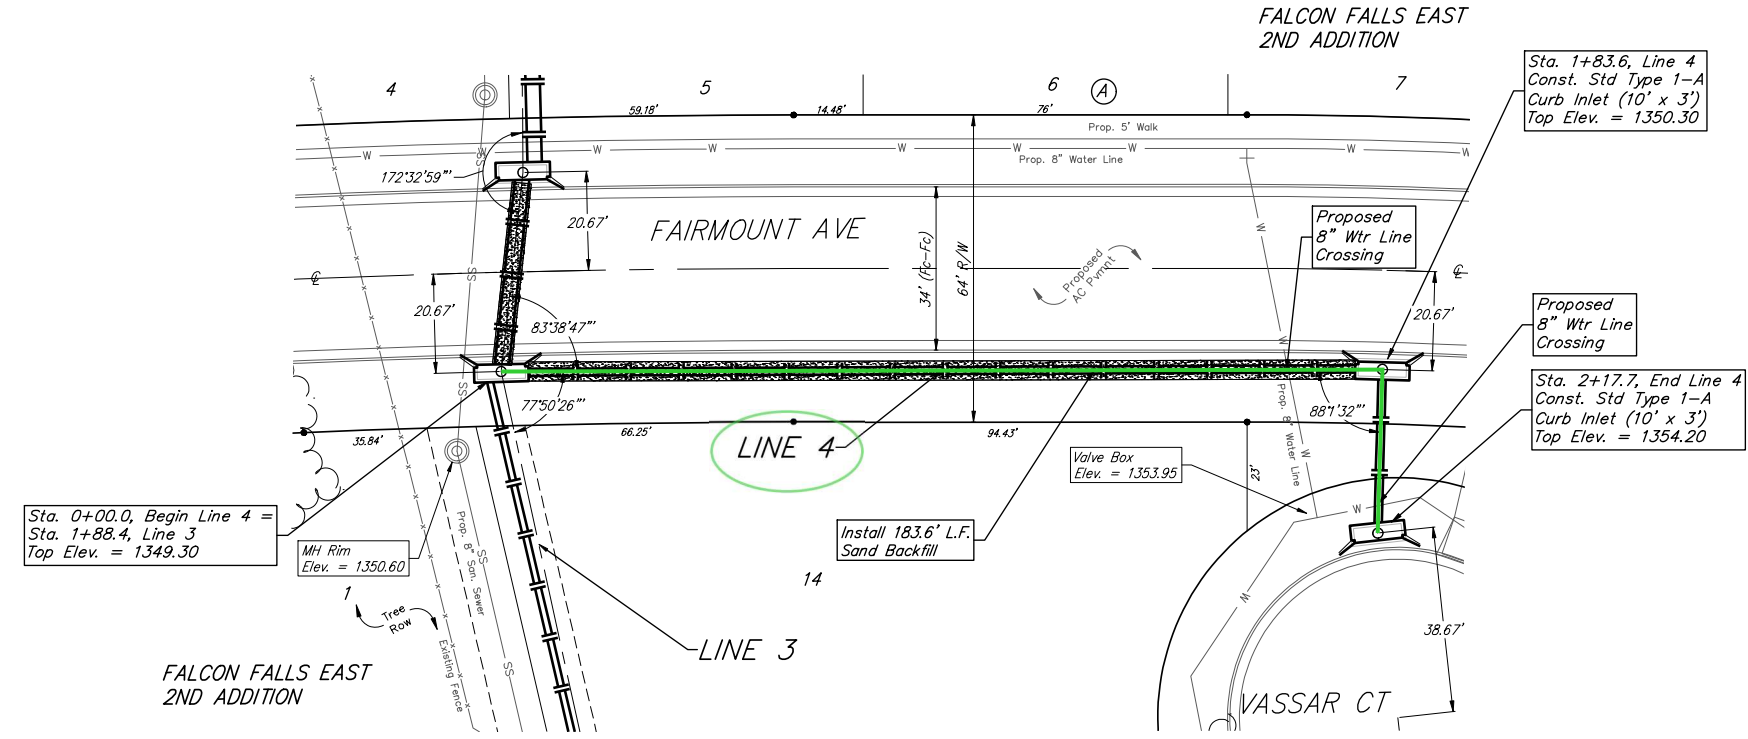 FALCON FALLS EAST
2ND ADDITION
Sta. 1+83.6, Line 4
Const. Std Type 1-A
Curb Inlet (10' x 3')
Top Elev. = 1350.30
4
5
6
A
7
59.18'
14.48'
76'
Prop. 5' Walk
W
W
W
W
W
W
W
W
SS
Prop. 8" Water Line
172°32'59"
20.67'
FAIRMOUNT AVE
34' (Fc-Fc)
64' R/W
Proposed
AC Pvmnt
Proposed
8" Wtr Line
Crossing
W
SS
20.67'
20.67'
83°38'47"
Proposed
8" Wtr Line
Crossing
W
SS
77°50'26"
88°1'32"
Prop. 8" Water Line
Sta. 2+17.7, End Line 4
Const. Std Type 1-A
Curb Inlet (10' x 3')
Top Elev. = 1354.20
35.84'
66.25'
94.43'
LINE 4
Valve Box
Elev. = 1353.95
23'
W
W
W
Sta. 0+00.0, Begin Line 4 =
Sta. 1+88.4, Line 3
Top Elev. = 1349.30
MH Rim
Elev. = 1350.60
Prop. 8" San. Sewer
SS
Install 183.6' L.F.
Sand Backfill
14
1
Tree
Row
Existing Fence
SS
LINE 3
38.67'
FALCON FALLS EAST
2ND ADDITION
VASSAR CT